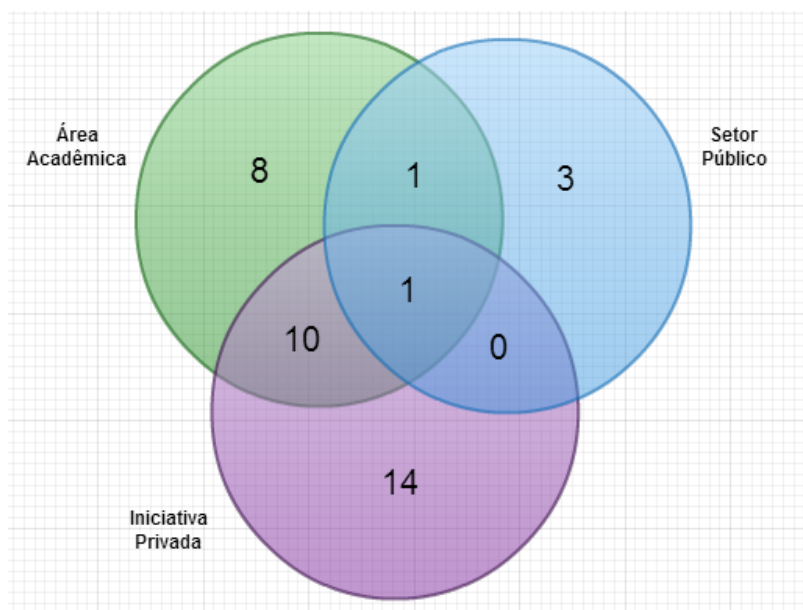 Área
Acadêmica
Setor
Público
8
1
3
1
10
0
14
Iniciativa
Privada